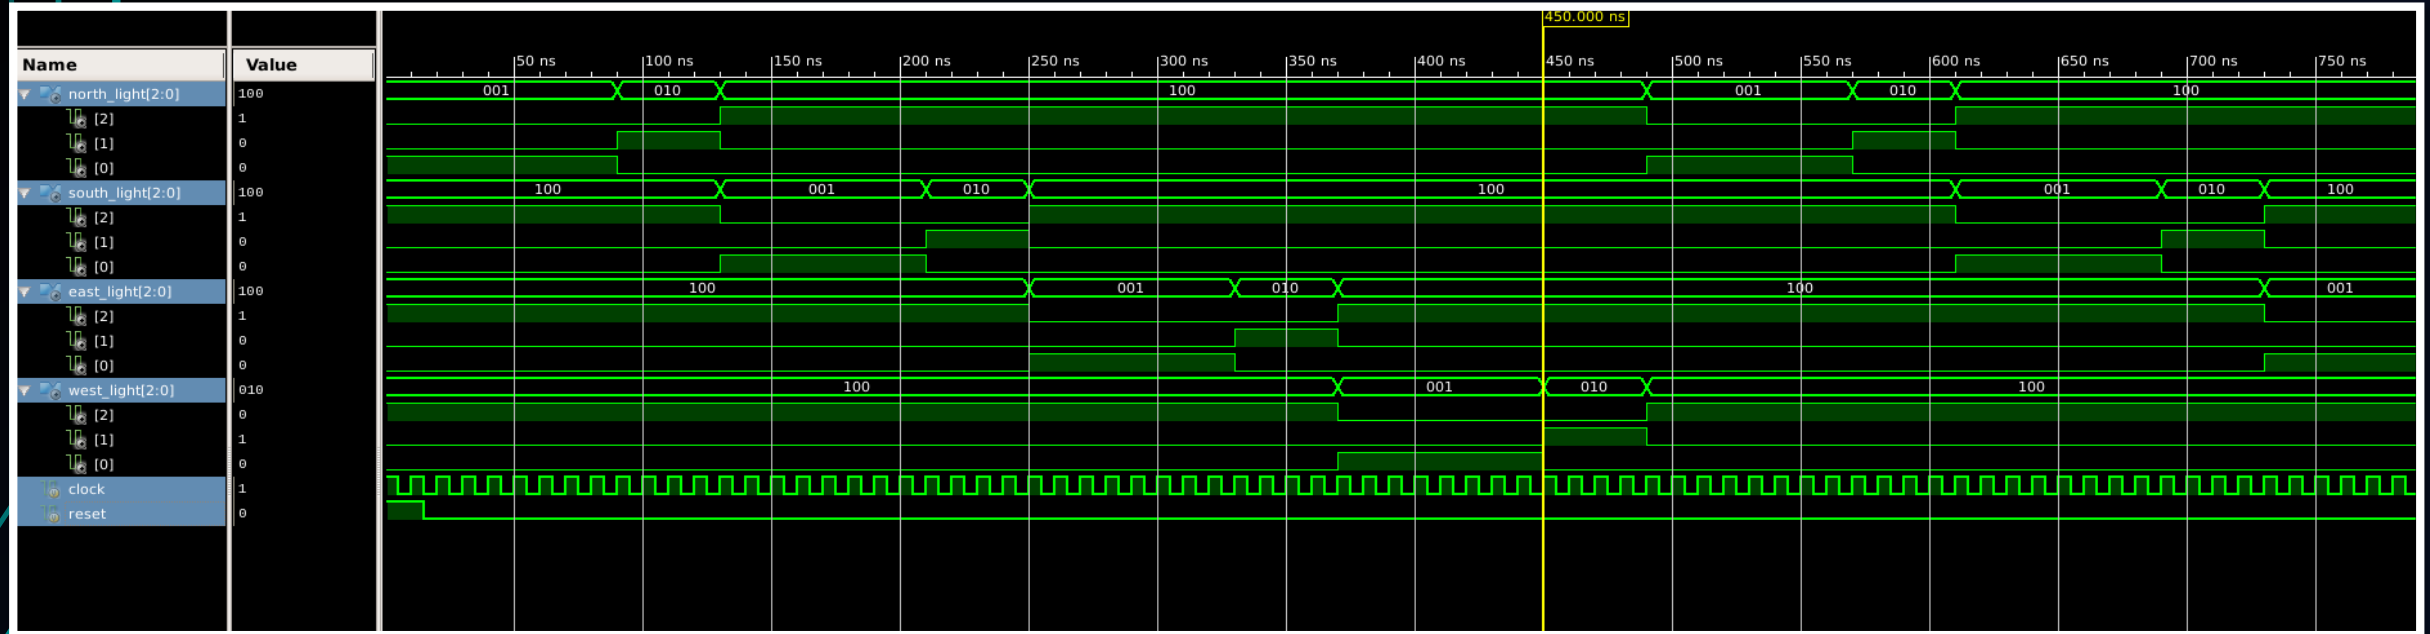 450.000 ns
Name Value 50 ns 100 ns 150 ns 200 ns 250 ns 300 ns 350 ns 400 ns 450 ns 500 ns 550 ns 600 ns 650 ns 700 ns 750 ns
north_light[2:0] 100 001 010 100 001 010 100
[2] 1
[1] 0
[0] 0
south_light[2:0] 100 100 001 010 100 001 010 100
[2] 1
[1] 0
[0] 0
east_light[2:0] 100 100 001 010 100 001
[2] 1
[1] 0
[0] 0
west_light[2:0] 010 100 001 010 100
[2] 0
[1] 1
[0] 0
clock 1
reset 0